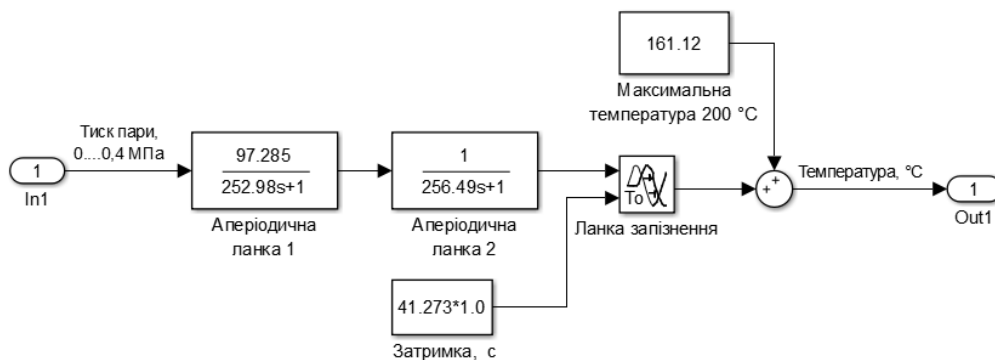 161.12
Максимальна
температура 200 °C
Тиск пари,
0....0,4 МПа
1
In1
97.285
252.98s+1
Аперіодична
ланка 1
1
256.49s+1
Аперіодична
ланка 2
To
Ланка запізнення
+
+
Температура, °C
1
Out1
41.273*1.0
Затримка, с